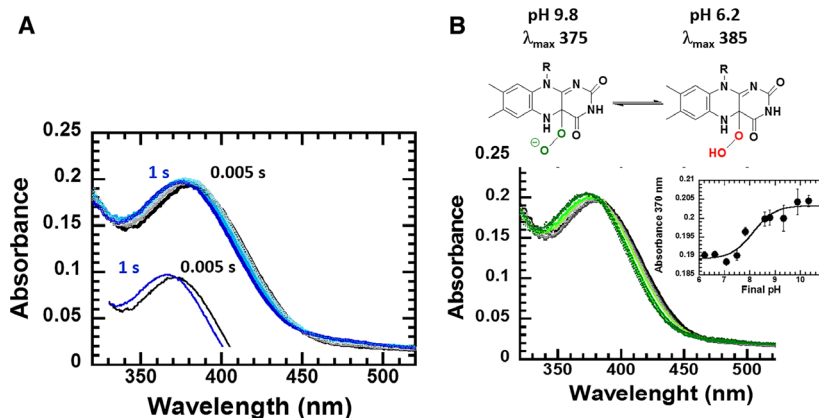 A
0.25
0.2
0.15
0.1
0.05
0
1 s
0.005 s
1 s
0.005 s
350
400
450
500
Absorbance
Wavelength (nm)
B
pH 9.8
λmax 375
pH 6.2
λmax 385
R
N
N
O
NH
N
H
O
O
⊖
O
R
N
N
O
NH
N
H
O
O
HO
0.25
0.2
0.15
0.1
0.05
0
350
400
450
500
Absorbance
Wavelenght (nm)
0.21
0.205
0.2
0.195
0.19
0.185
6
7
8
9
10
Absorbance 370 nm
Final pH